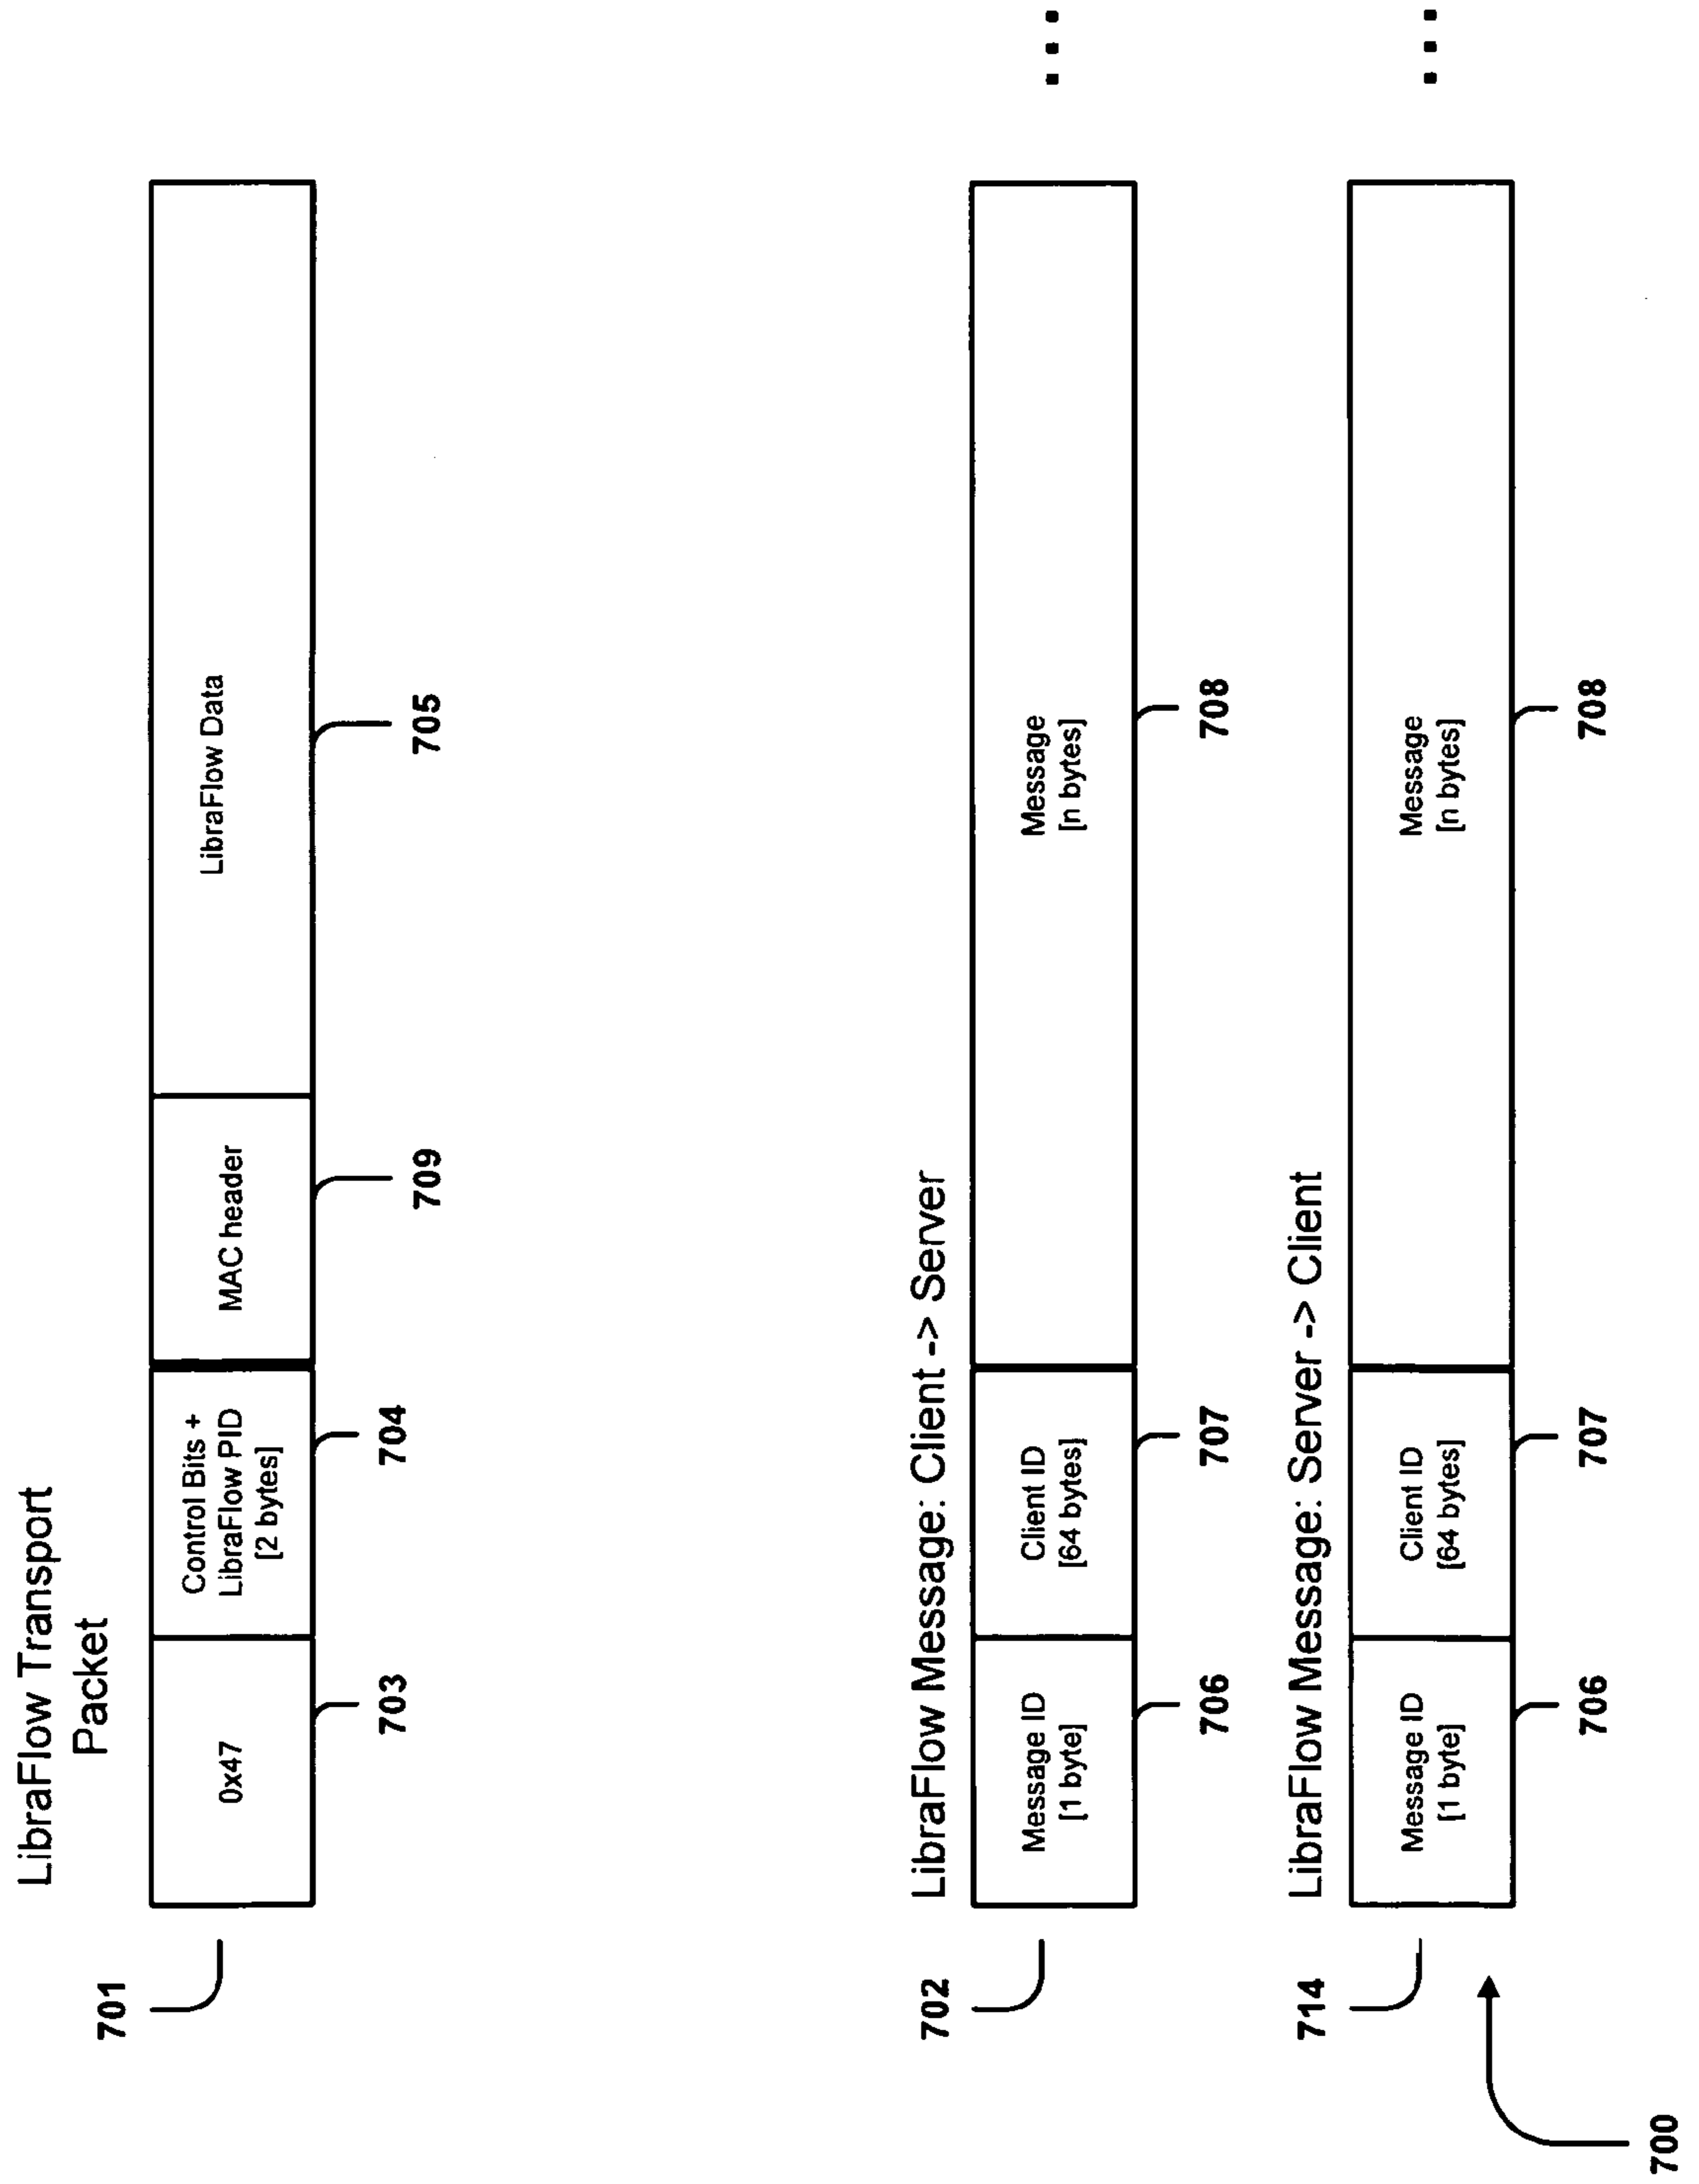 LibraFlow Transport
Packet
701
0x47
Control Bits +
LibraFlow PID
[2 bytes]
MAC header
LibraFlow Data
703
704
709
705
LibraFlow Message: Client -> Server
702
Message ID
[1 byte]
Client ID
[64 bytes]
Message
[n bytes]
...
706
707
708
LibraFlow Message: Server -> Client
714
Message ID
[1 byte]
Client ID
[64 bytes]
Message
[n bytes]
...
706
707
708
700